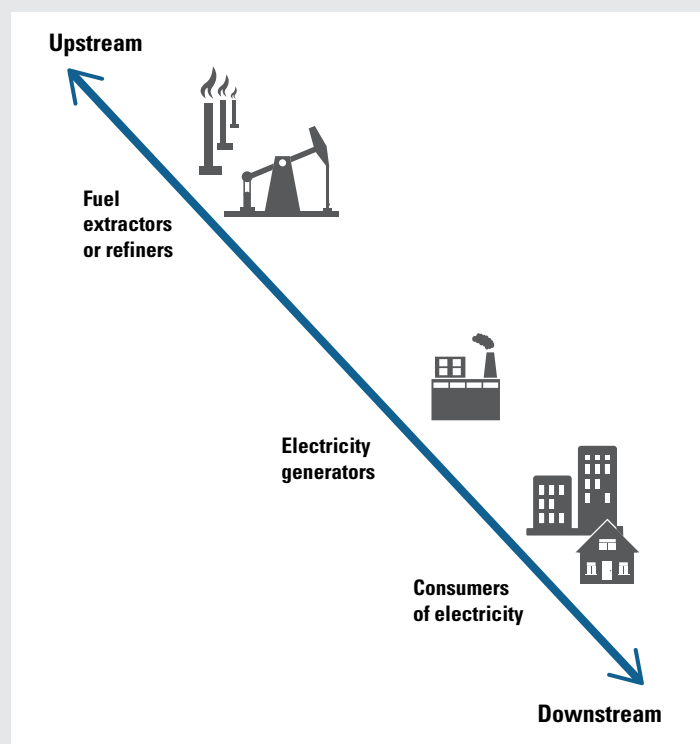 Upstream
Fuel
extractors
or refiners
Electricity
generators
Consumers
of electricity
Downstream